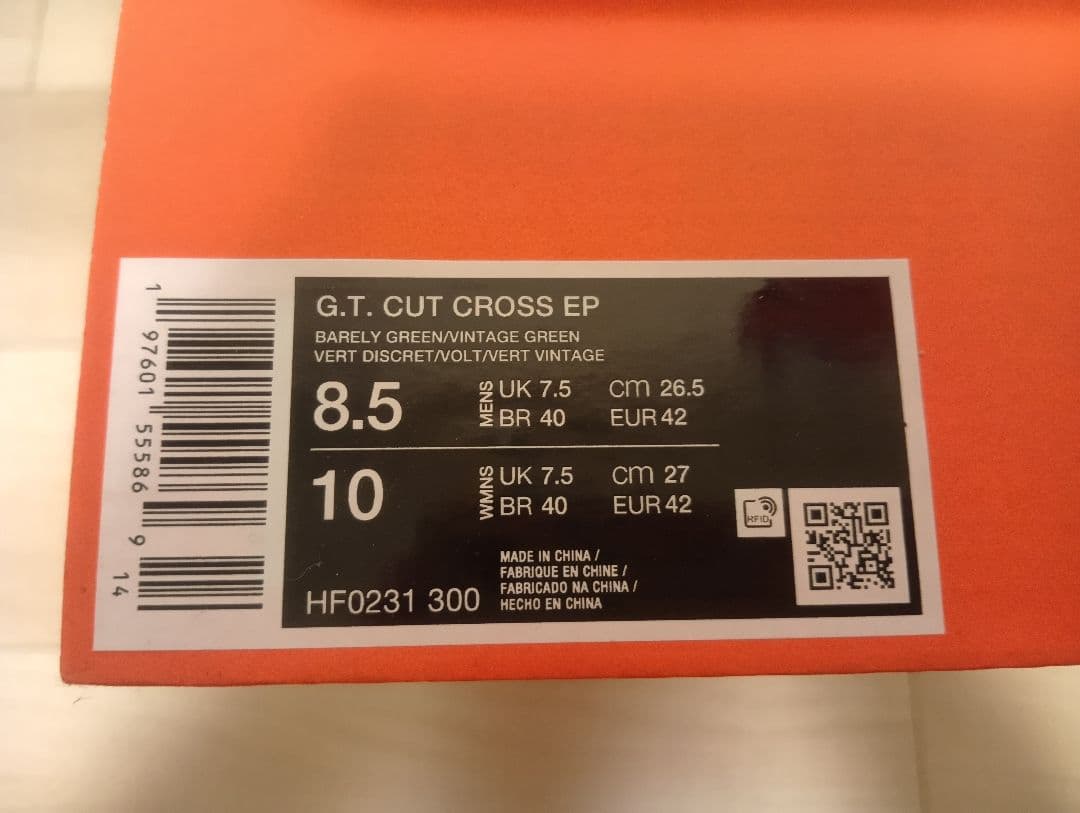 1 97601 55586 9 14
G.T. CUT CROSS EP
BARELY GREEN/VINTAGE GREEN
VERT DISCRET/VOLT/VERT VINTAGE
8.5 MENS UK 7.5 cm 26.5
BR 40 EUR 42
10 WMNS UK 7.5 cm 27
BR 40 EUR 42
RFID
MADE IN CHINA /
FABRIQUE EN CHINE /
FABRICADO NA CHINA /
HECHO EN CHINA
HF0231 300